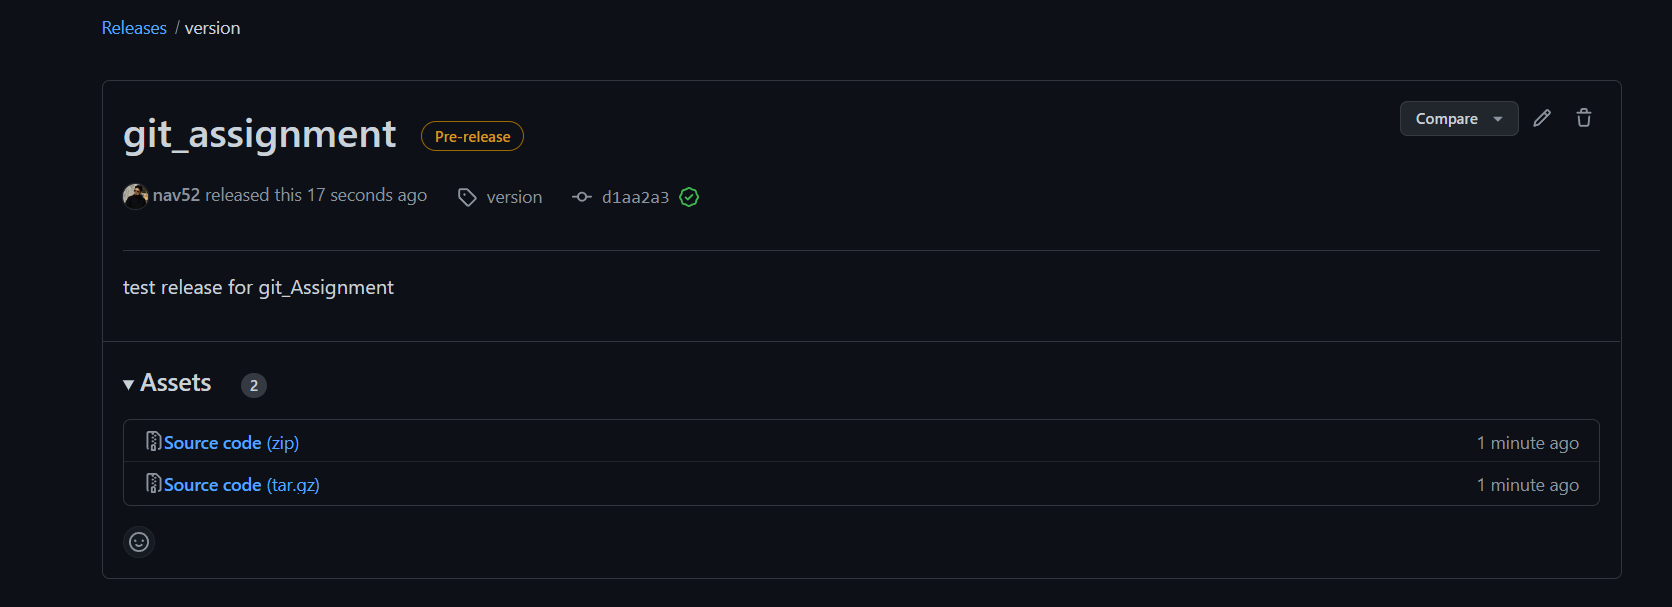 Releases / version
git_assignment Pre-release Compare
nav52 released this 17 seconds ago version d1aa2a3
test release for git_Assignment
Assets 2
Source code (zip) 1 minute ago
Source code (tar.gz) 1 minute ago